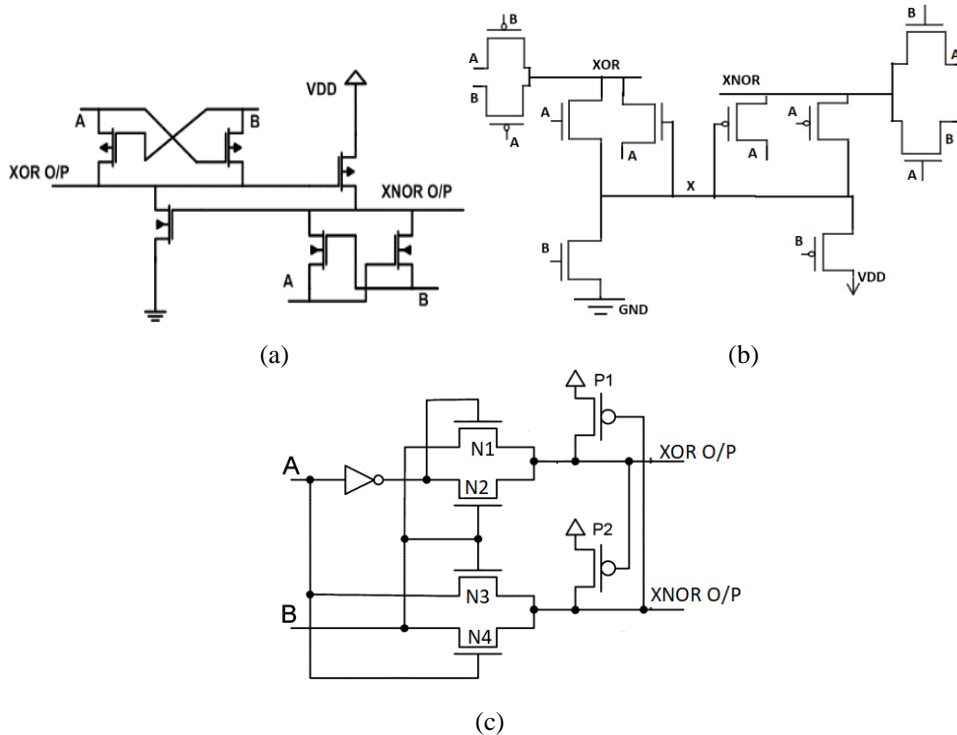 VDD
A
B
XOR O/P
XNOR O/P
A
B
(a)
B
A
B
A
XOR
A
A
X
B
GND
XNOR
A
A
B
VDD
B
A
B
A
(b)
A
B
N1
N2
N3
N4
P1
XOR O/P
P2
XNOR O/P
(c)